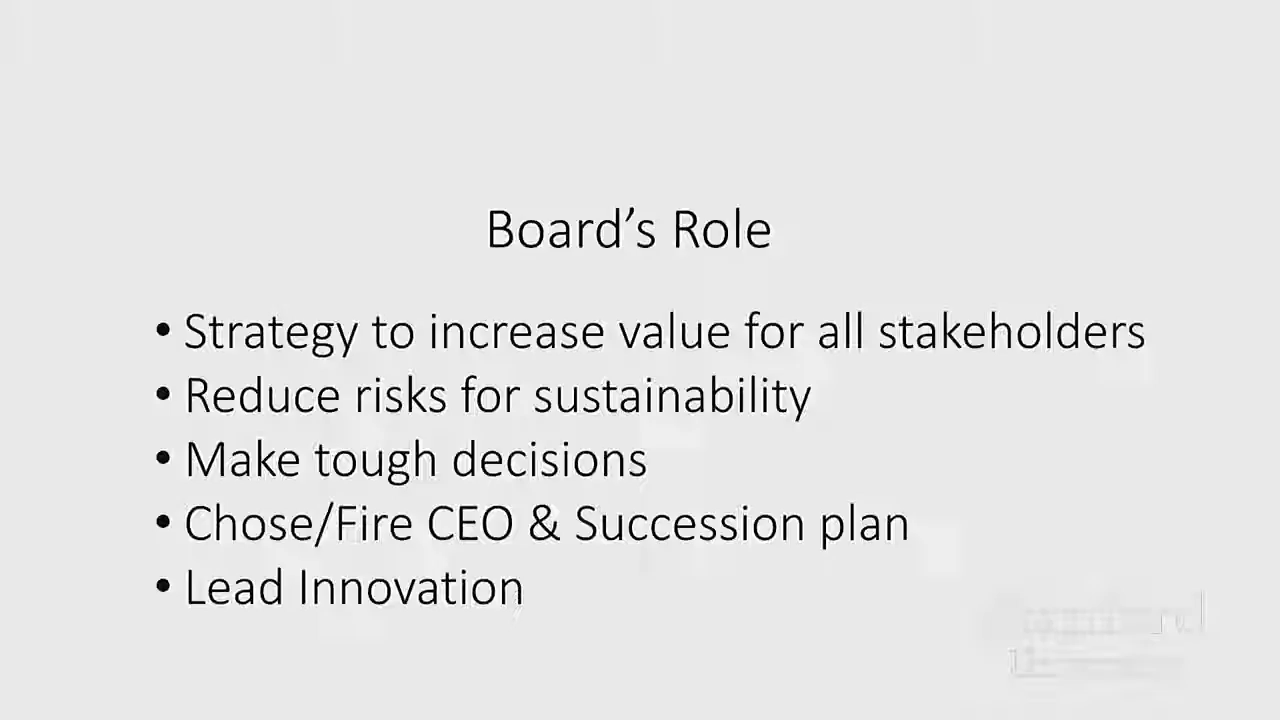 Board’s Role
• Strategy to increase value for all stakeholders
• Reduce risks for sustainability
• Make tough decisions
• Chose/Fire CEO & Succession plan
• Lead Innovation